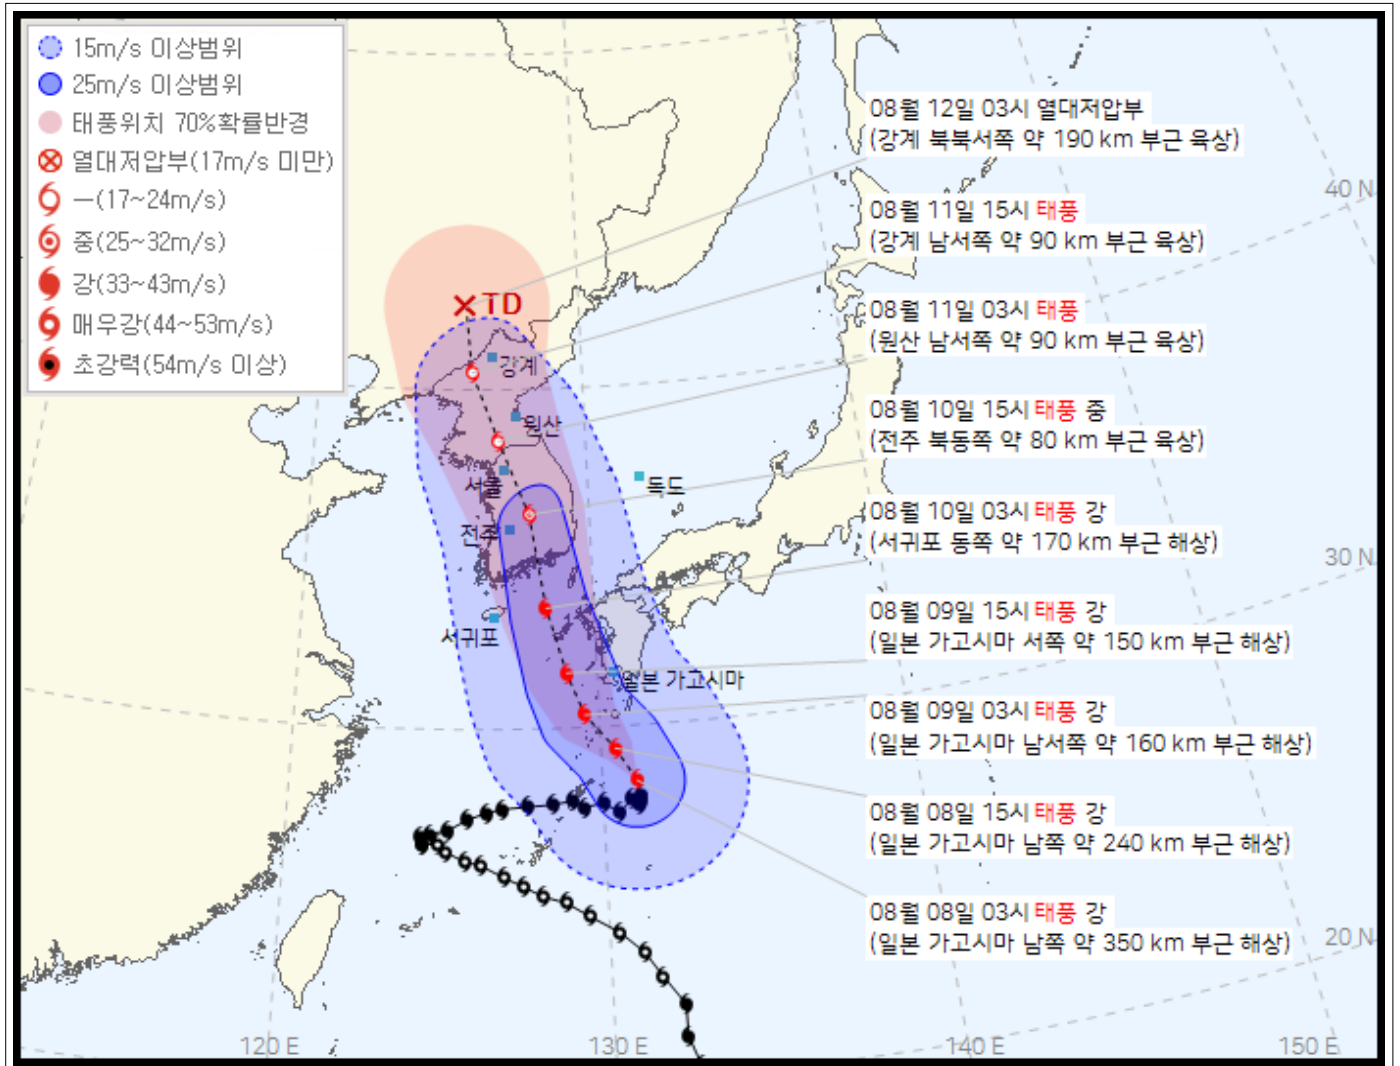 15m/s 이상범위
25m/s 이상범위
태풍위치 70%확률반경
열대저압부(17m/s 미만)
—(17~24m/s)
중(25~32m/s)
강(33~43m/s)
매우강(44~53m/s)
초강력(54m/s 이상)
08월 12일 03시 열대저압부
(강계 북북서쪽 약 190 km 부근 육상)
08월 11일 15시 태풍
(강계 남서쪽 약 90 km 부근 육상)
08월 11일 03시 태풍
(원산 남서쪽 약 90 km 부근 육상)
08월 10일 15시 태풍 중
(전주 북동쪽 약 80 km 부근 육상)
08월 10일 03시 태풍 강
(서귀포 동쪽 약 170 km 부근 해상)
08월 09일 15시 태풍 강
(일본 가고시마 서쪽 약 150 km 부근 해상)
08월 09일 03시 태풍 강
(일본 가고시마 남서쪽 약 160 km 부근 해상)
08월 08일 15시 태풍 강
(일본 가고시마 남쪽 약 240 km 부근 해상)
08월 08일 03시 태풍 강
(일본 가고시마 남쪽 약 350 km 부근 해상)
TD
강계
원산
서울
독도
전주
서귀포
일본 가고시마
40 N
30 N
20 N
120 E
130 E
140 E
150 E